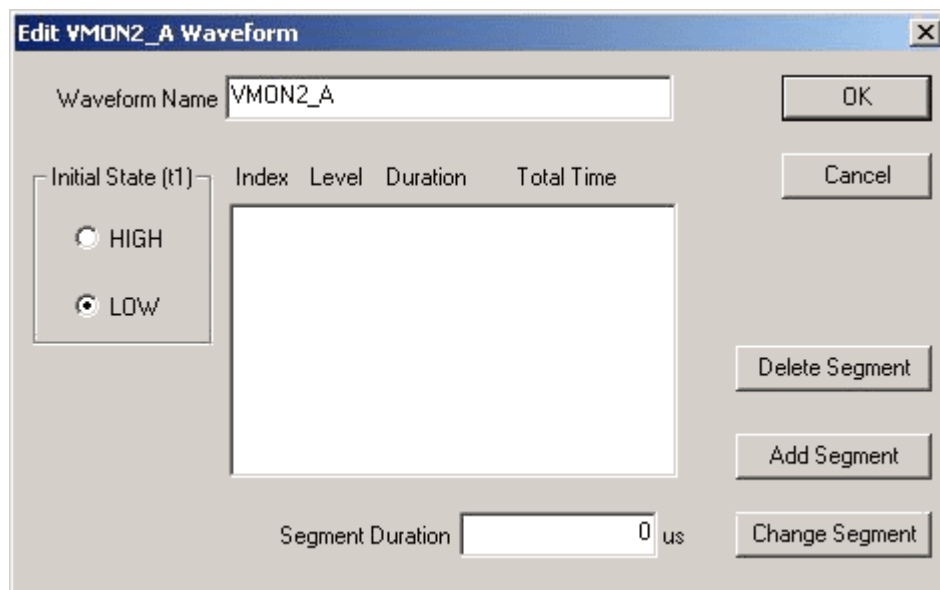 Edit VMON2_A Waveform
Waveform Name VMON2_A
OK
Initial State (t1)
Index Level Duration Total Time
Cancel
HIGH
LOW
Delete Segment
Add Segment
Segment Duration 0 us
Change Segment